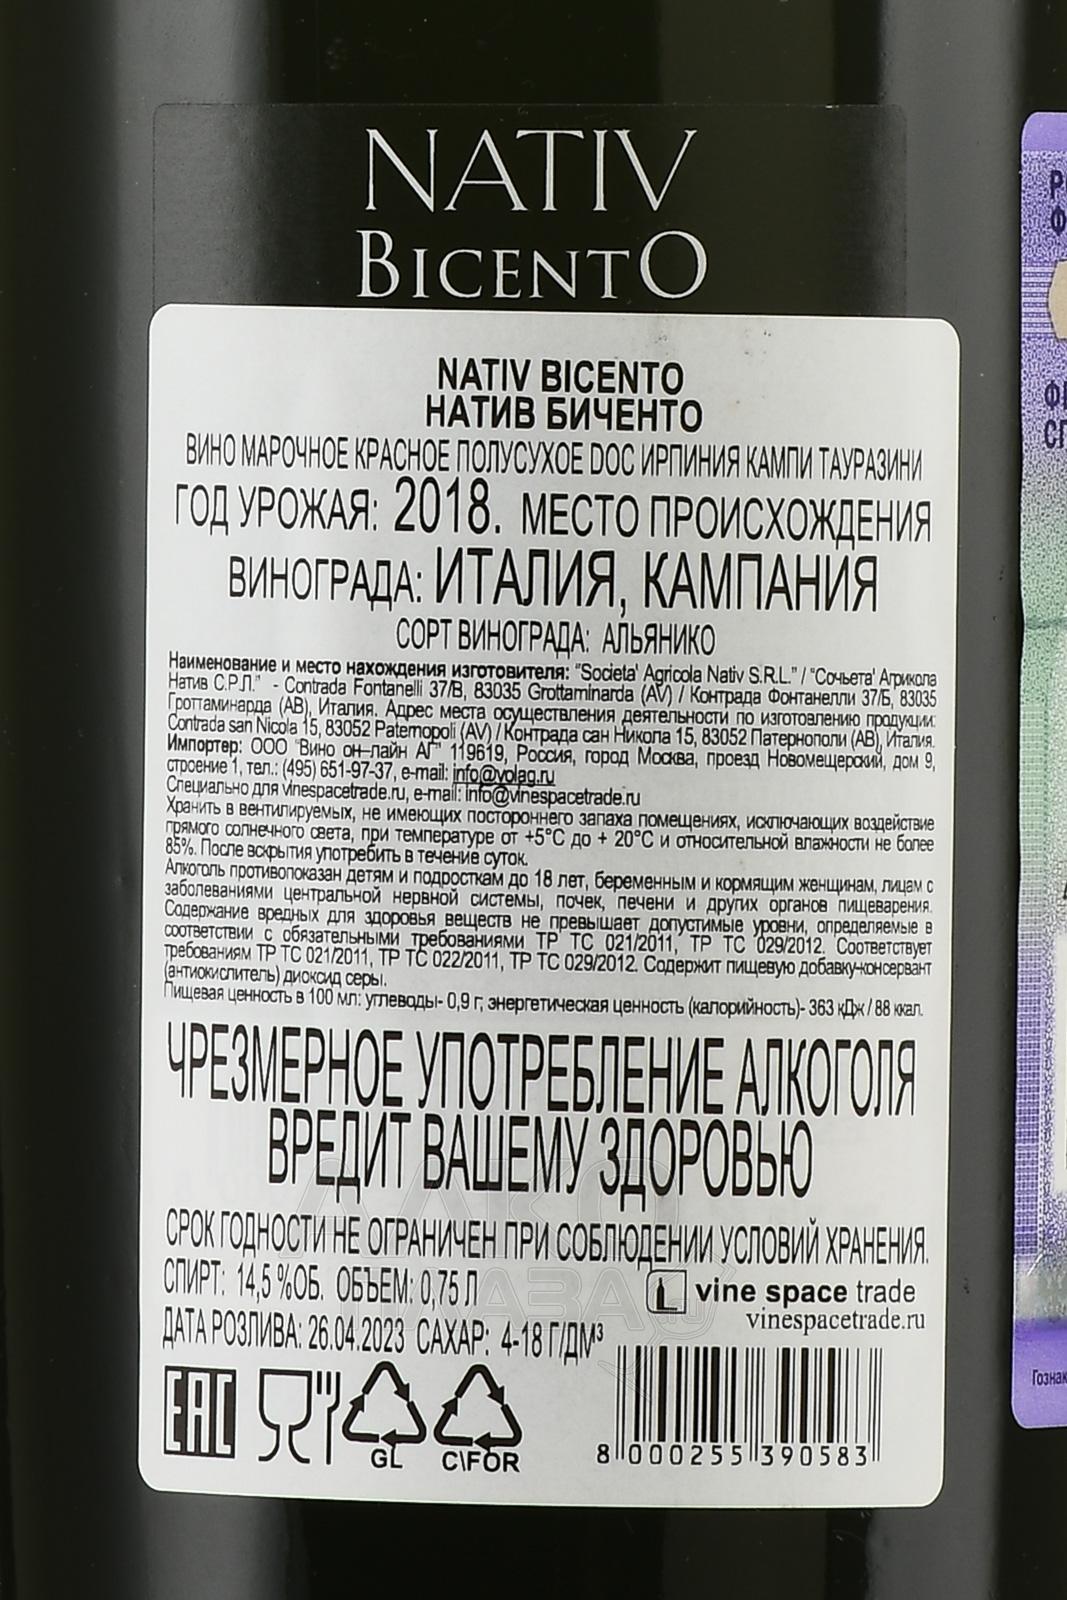 NATIV
BICENTO
NATIV BICENTO
НАТИВ БИЧЕНТО
ВИНО МАРОЧНОЕ КРАСНОЕ ПОЛУСУХОЕ DOC ИРПИНИЯ КАМПИ ТАУРАЗИНИ
ГОД УРОЖАЯ: 2018. МЕСТО ПРОИСХОЖДЕНИЯ
ВИНОГРАДА: ИТАЛИЯ, КАМПАНИЯ
СОРТ ВИНОГРАДА: АЛЬЯНИКО
Наименование и место нахождения изготовителя: "Societa' Agricola Nativ S.R.L." / "Сочьета' Агрикола
Натив С.Р.Л." - Contrada Fontanelli 37/B, 83035 Grottaminarda (AV) / Контрада Фонтанелли 37/Б, 83035
Гроттаминарда (АВ), Италия. Адрес места осуществления деятельности по изготовлению продукции:
Contrada san Nicola 15, 83052 Paternopoli (AV) / Контрада сан Никола 15, 83052 Патернополи (АВ), Италия.
Импортер: ООО "Вино он-лайн АГ" 119619, Россия, город Москва, проезд Новомещерский, дом 9,
строение 1, тел.: (495) 651-97-37, e-mail: info@volag.ru
Специально для vinespacetrade.ru, e-mail: info@vinespacetrade.ru
Хранить в вентилируемых, не имеющих постороннего запаха помещениях, исключающих воздействие
прямого солнечного света, при температуре от +5°С до + 20°С и относительной влажности не более
85%. После вскрытия употребить в течение суток.
Алкоголь противопоказан детям и подросткам до 18 лет, беременным и кормящим женщинам, лицам с
заболеваниями центральной нервной системы, почек, печени и других органов пищеварения.
Содержание вредных для здоровья веществ не превышает допустимые уровни, определяемые в
соответствии с обязательными требованиями ТР ТС 021/2011, ТР ТС 029/2012. Соответствует
требованиям ТР ТС 021/2011, ТР ТС 022/2011, ТР ТС 029/2012. Содержит пищевую добавку-консервант
(антиокислитель) диоксид серы.
Пищевая ценность в 100 мл: углеводы- 0,9 г; энергетическая ценность (калорийность)- 363 кДж / 88 ккал.
ЧРЕЗМЕРНОЕ УПОТРЕБЛЕНИЕ АЛКОГОЛЯ
ВРЕДИТ ВАШЕМУ ЗДОРОВЬЮ
СРОК ГОДНОСТИ НЕ ОГРАНИЧЕН ПРИ СОБЛЮДЕНИИ УСЛОВИЙ ХРАНЕНИЯ.
СПИРТ: 14,5 %ОБ. ОБЪЕМ: 0,75 Л
vine space trade
vinespacetrade.ru
ДАТА РОЗЛИВА: 26.04.2023 САХАР: 4-18 Г/ДМ³
EAC
GL
C\FOR
8 000255 390583
Гознак